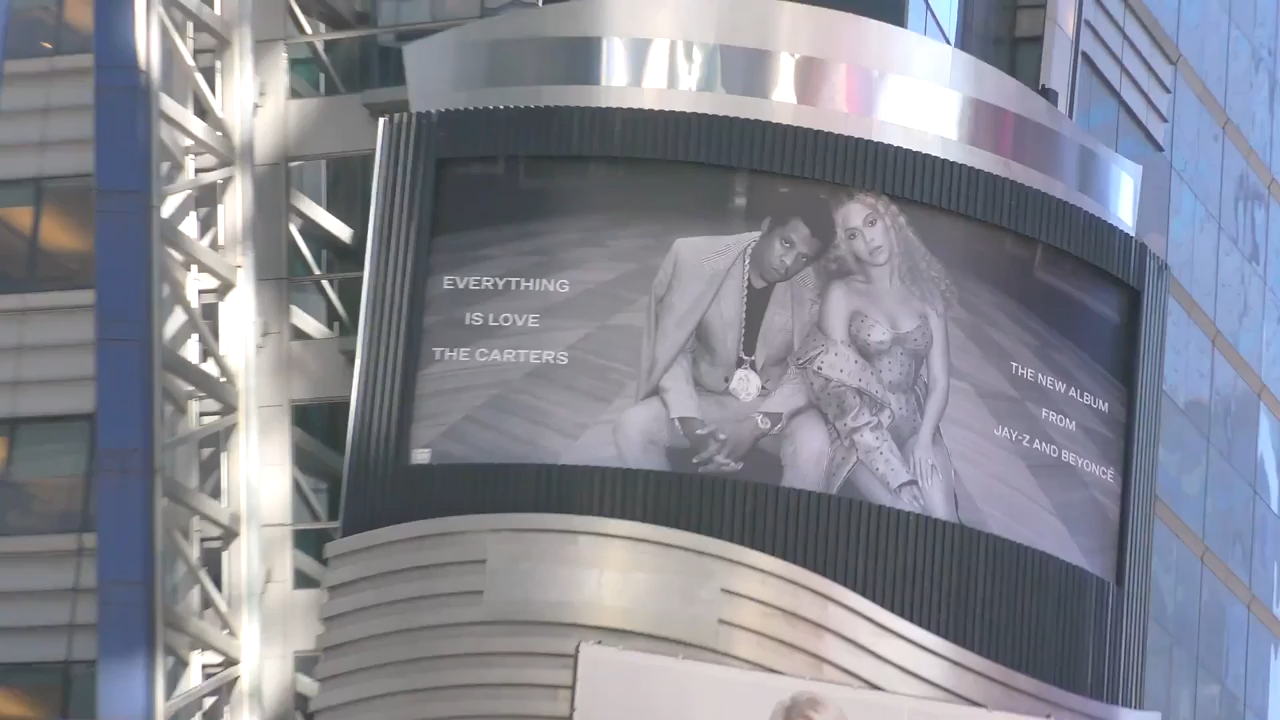 EVERYTHING
IS LOVE
THE CARTERS
THE NEW ALBUM
FROM
JAY-Z AND BEYONCÉ